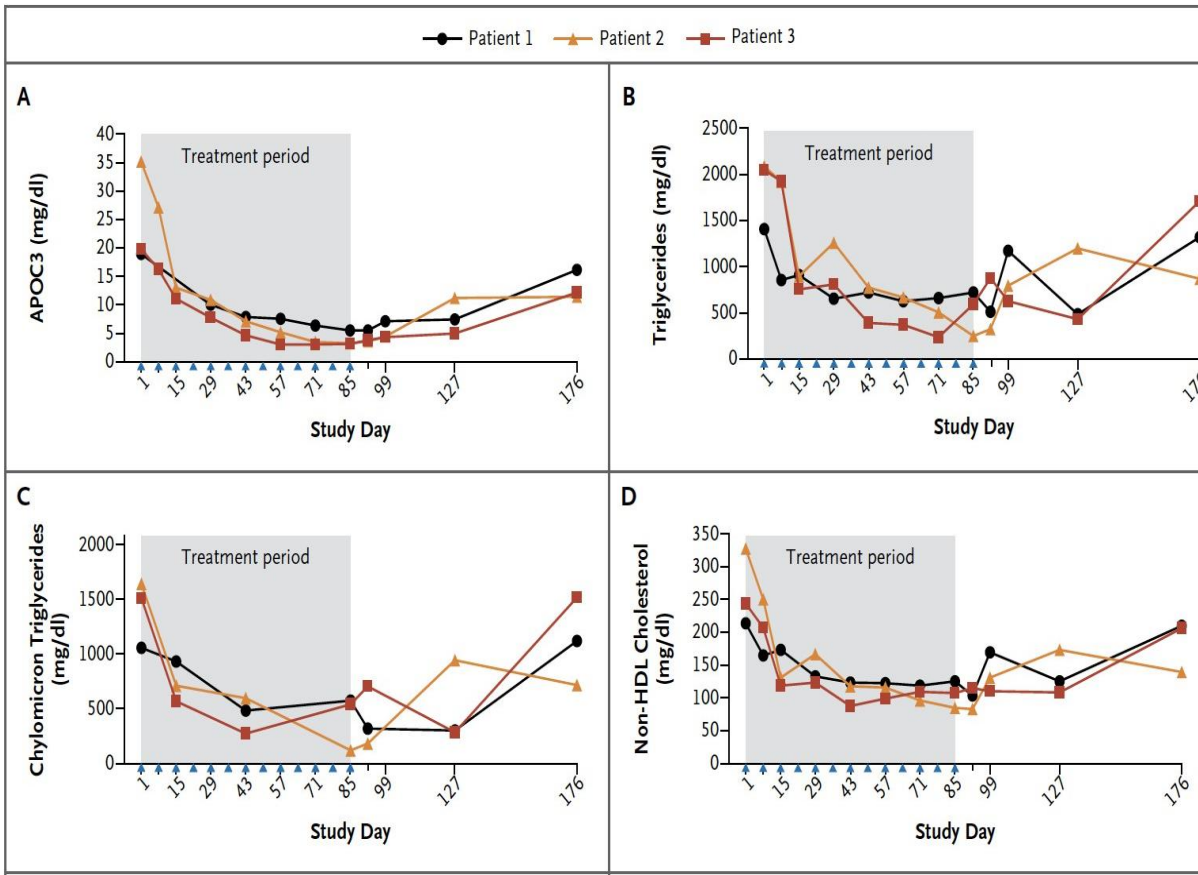 Patient 1 Patient 2 Patient 3
A
APOC3 (mg/dl)
40
35
30
25
20
15
10
5
0
Treatment period
1 15 29 43 57 71 85 99 127 176
Study Day
B
Triglycerides (mg/dl)
2500
2000
1500
1000
500
0
Treatment period
1 15 29 43 57 71 85 99 127
Study Day
C
Chylomicron Triglycerides
(mg/dl)
2000
1500
1000
500
0
Treatment period
1 15 29 43 57 71 85 99 127 176
Study Day
D
Non-HDL Cholesterol
(mg/dl)
350
300
250
200
150
100
50
0
Treatment period
1 15 29 43 57 71 85 99 127 176
Study Day